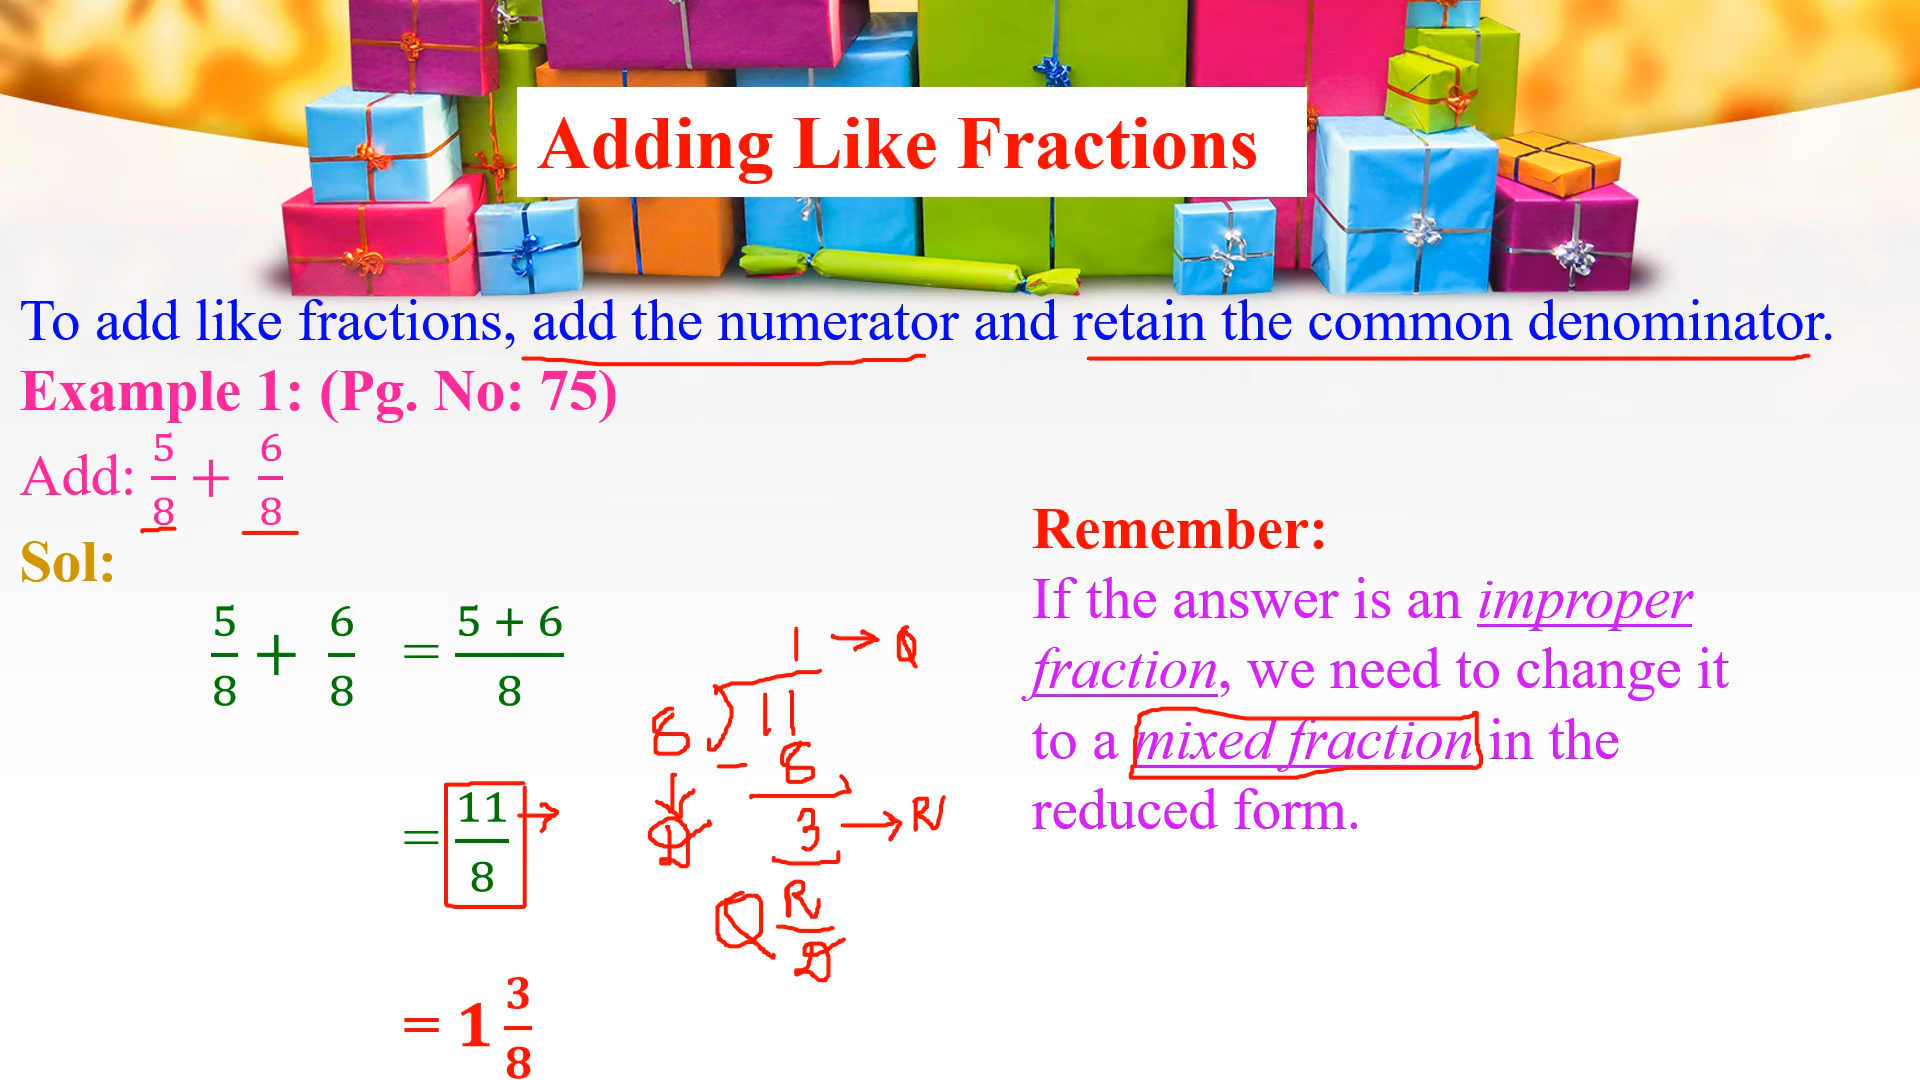 Adding Like Fractions
To add like fractions, add the numerator and retain the common denominator.
Example 1: (Pg. No: 75)
Add: 5/8 + 6/8
Sol:
5/8 + 6/8 = (5 + 6)/8
= 11/8 →
= 1 3/8
1 → Q
8 ) 11
- 8
3 → R
↓
D
Q R/D
Remember:
If the answer is an improper
fraction, we need to change it
to a mixed fraction in the
reduced form.